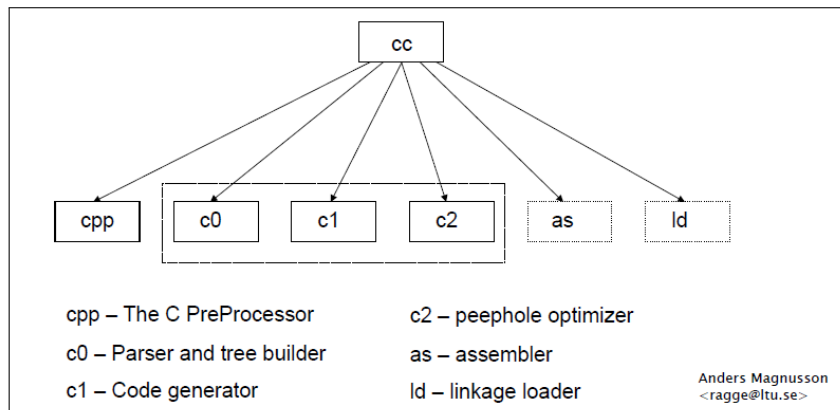 cc
cpp
c0
c1
c2
as
ld
cpp – The C PreProcessor
c0 – Parser and tree builder
c1 – Code generator
c2 – peephole optimizer
as – assembler
ld – linkage loader
Anders Magnusson
<ragge@ltu.se>